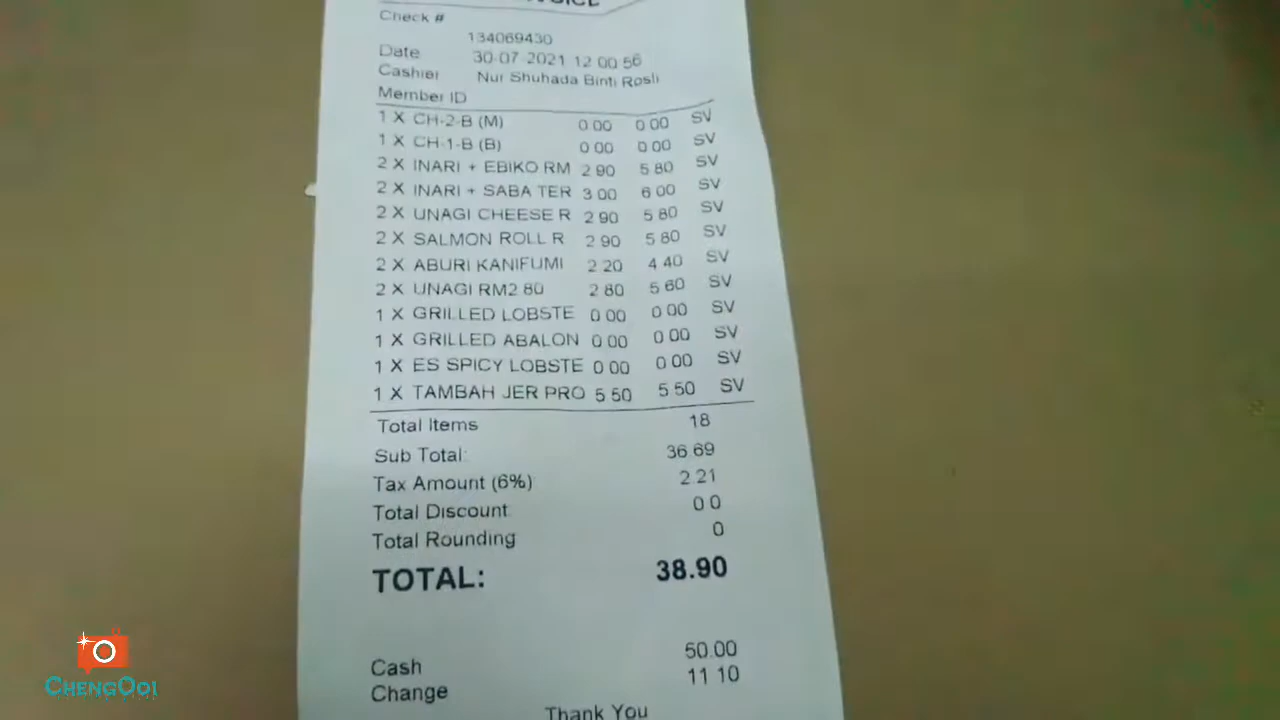 Check #
134069430
Date 30-07-2021 12 00 56
Cashier Nur Shuhada Binti Rosli
Member ID
1 X CH-2-B (M) 0 00 0 00 SV
1 X CH-1-B (B) 0 00 0 00 SV
2 X INARI + EBIKO RM 2 90 5 80 SV
2 X INARI + SABA TER 3 00 6 00 SV
2 X UNAGI CHEESE R 2 90 5 80 SV
2 X SALMON ROLL R 2 90 5 80 SV
2 X ABURI KANIFUMI 2 20 4 40 SV
2 X UNAGI RM2 80 2 80 5 60 SV
1 X GRILLED LOBSTE 0 00 0 00 SV
1 X GRILLED ABALON 0 00 0 00 SV
1 X ES SPICY LOBSTE 0 00 0 00 SV
1 X TAMBAH JER PRO 5 50 5 50 SV
Total Items 18
Sub Total: 36 69
Tax Amount (6%) 2 21
Total Discount 0 0
Total Rounding 0
TOTAL: 38.90
Cash 50.00
Change 11 10
Thank You
CHENGOOI